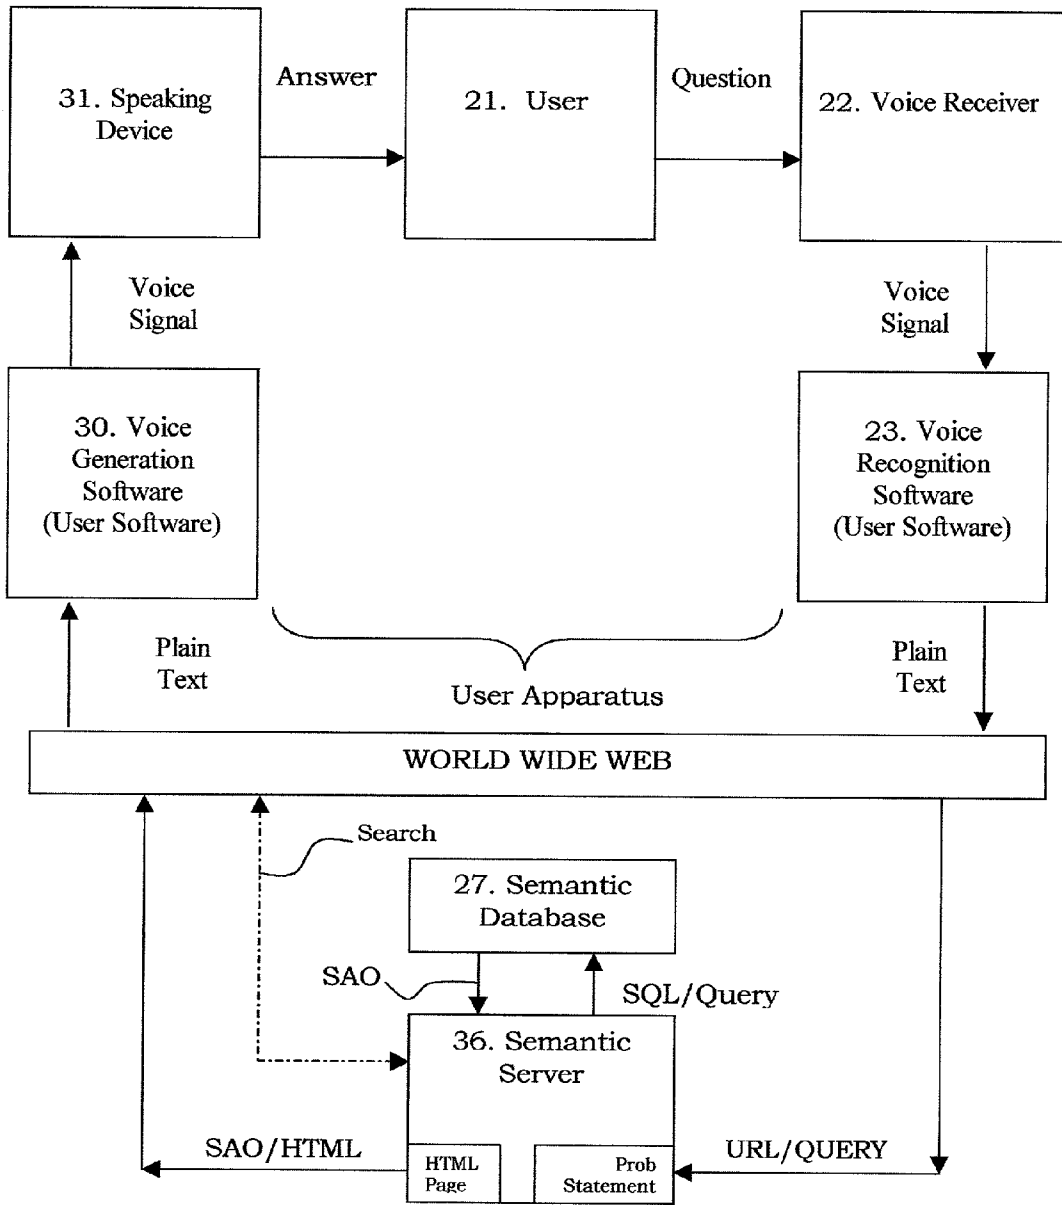 31. Speaking
Device
Answer
21. User
Question
22. Voice Receiver
Voice
Signal
Voice
Signal
30. Voice
Generation
Software
(User Software)
23. Voice
Recognition
Software
(User Software)
Plain
Text
User Apparatus
Plain
Text
WORLD WIDE WEB
Search
27. Semantic
Database
SAO
SQL/Query
36. Semantic
Server
SAO/HTML
HTML
Page
Prob
Statement
URL/QUERY